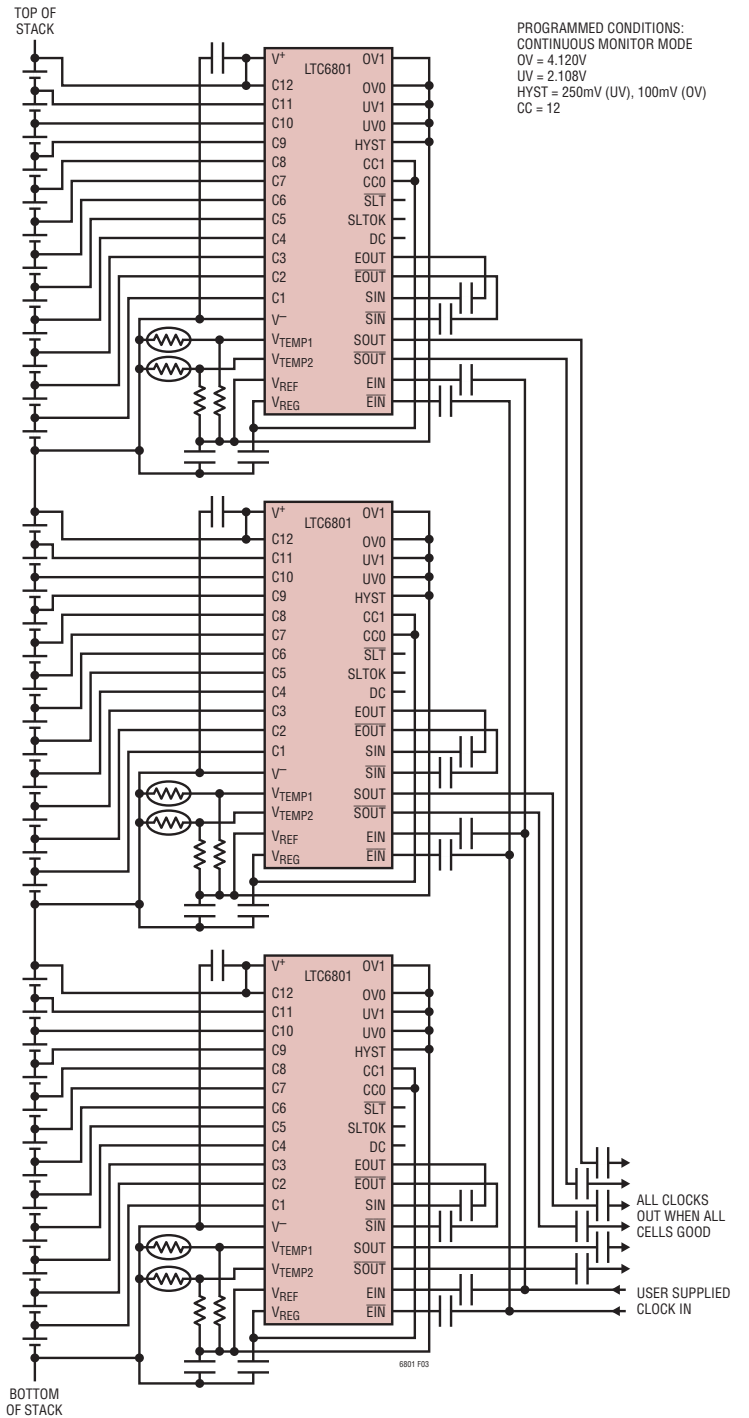 TOP OF
STACK
PROGRAMMED CONDITIONS:
CONTINUOUS MONITOR MODE
OV = 4.120V
UV = 2.108V
HYST = 250mV (UV), 100mV (OV)
CC = 12
LTC6801
V+
C12
C11
C10
C9
C8
C7
C6
C5
C4
C3
C2
C1
V–
VTEMP1
VTEMP2
VREF
VREG
OV1
OV0
UV1
UV0
HYST
CC1
CC0
SLT
SLTOK
DC
EOUT
EOUT
SIN
SIN
SOUT
SOUT
EIN
EIN
LTC6801
V+
C12
C11
C10
C9
C8
C7
C6
C5
C4
C3
C2
C1
V–
VTEMP1
VTEMP2
VREF
VREG
OV1
OV0
UV1
UV0
HYST
CC1
CC0
SLT
SLTOK
DC
EOUT
EOUT
SIN
SIN
SOUT
SOUT
EIN
EIN
LTC6801
V+
C12
C11
C10
C9
C8
C7
C6
C5
C4
C3
C2
C1
V–
VTEMP1
VTEMP2
VREF
VREG
OV1
OV0
UV1
UV0
HYST
CC1
CC0
SLT
SLTOK
DC
EOUT
EOUT
SIN
SIN
SOUT
SOUT
EIN
EIN
ALL CLOCKS
OUT WHEN ALL
CELLS GOOD
USER SUPPLIED
CLOCK IN
6801 F03
BOTTOM
OF STACK